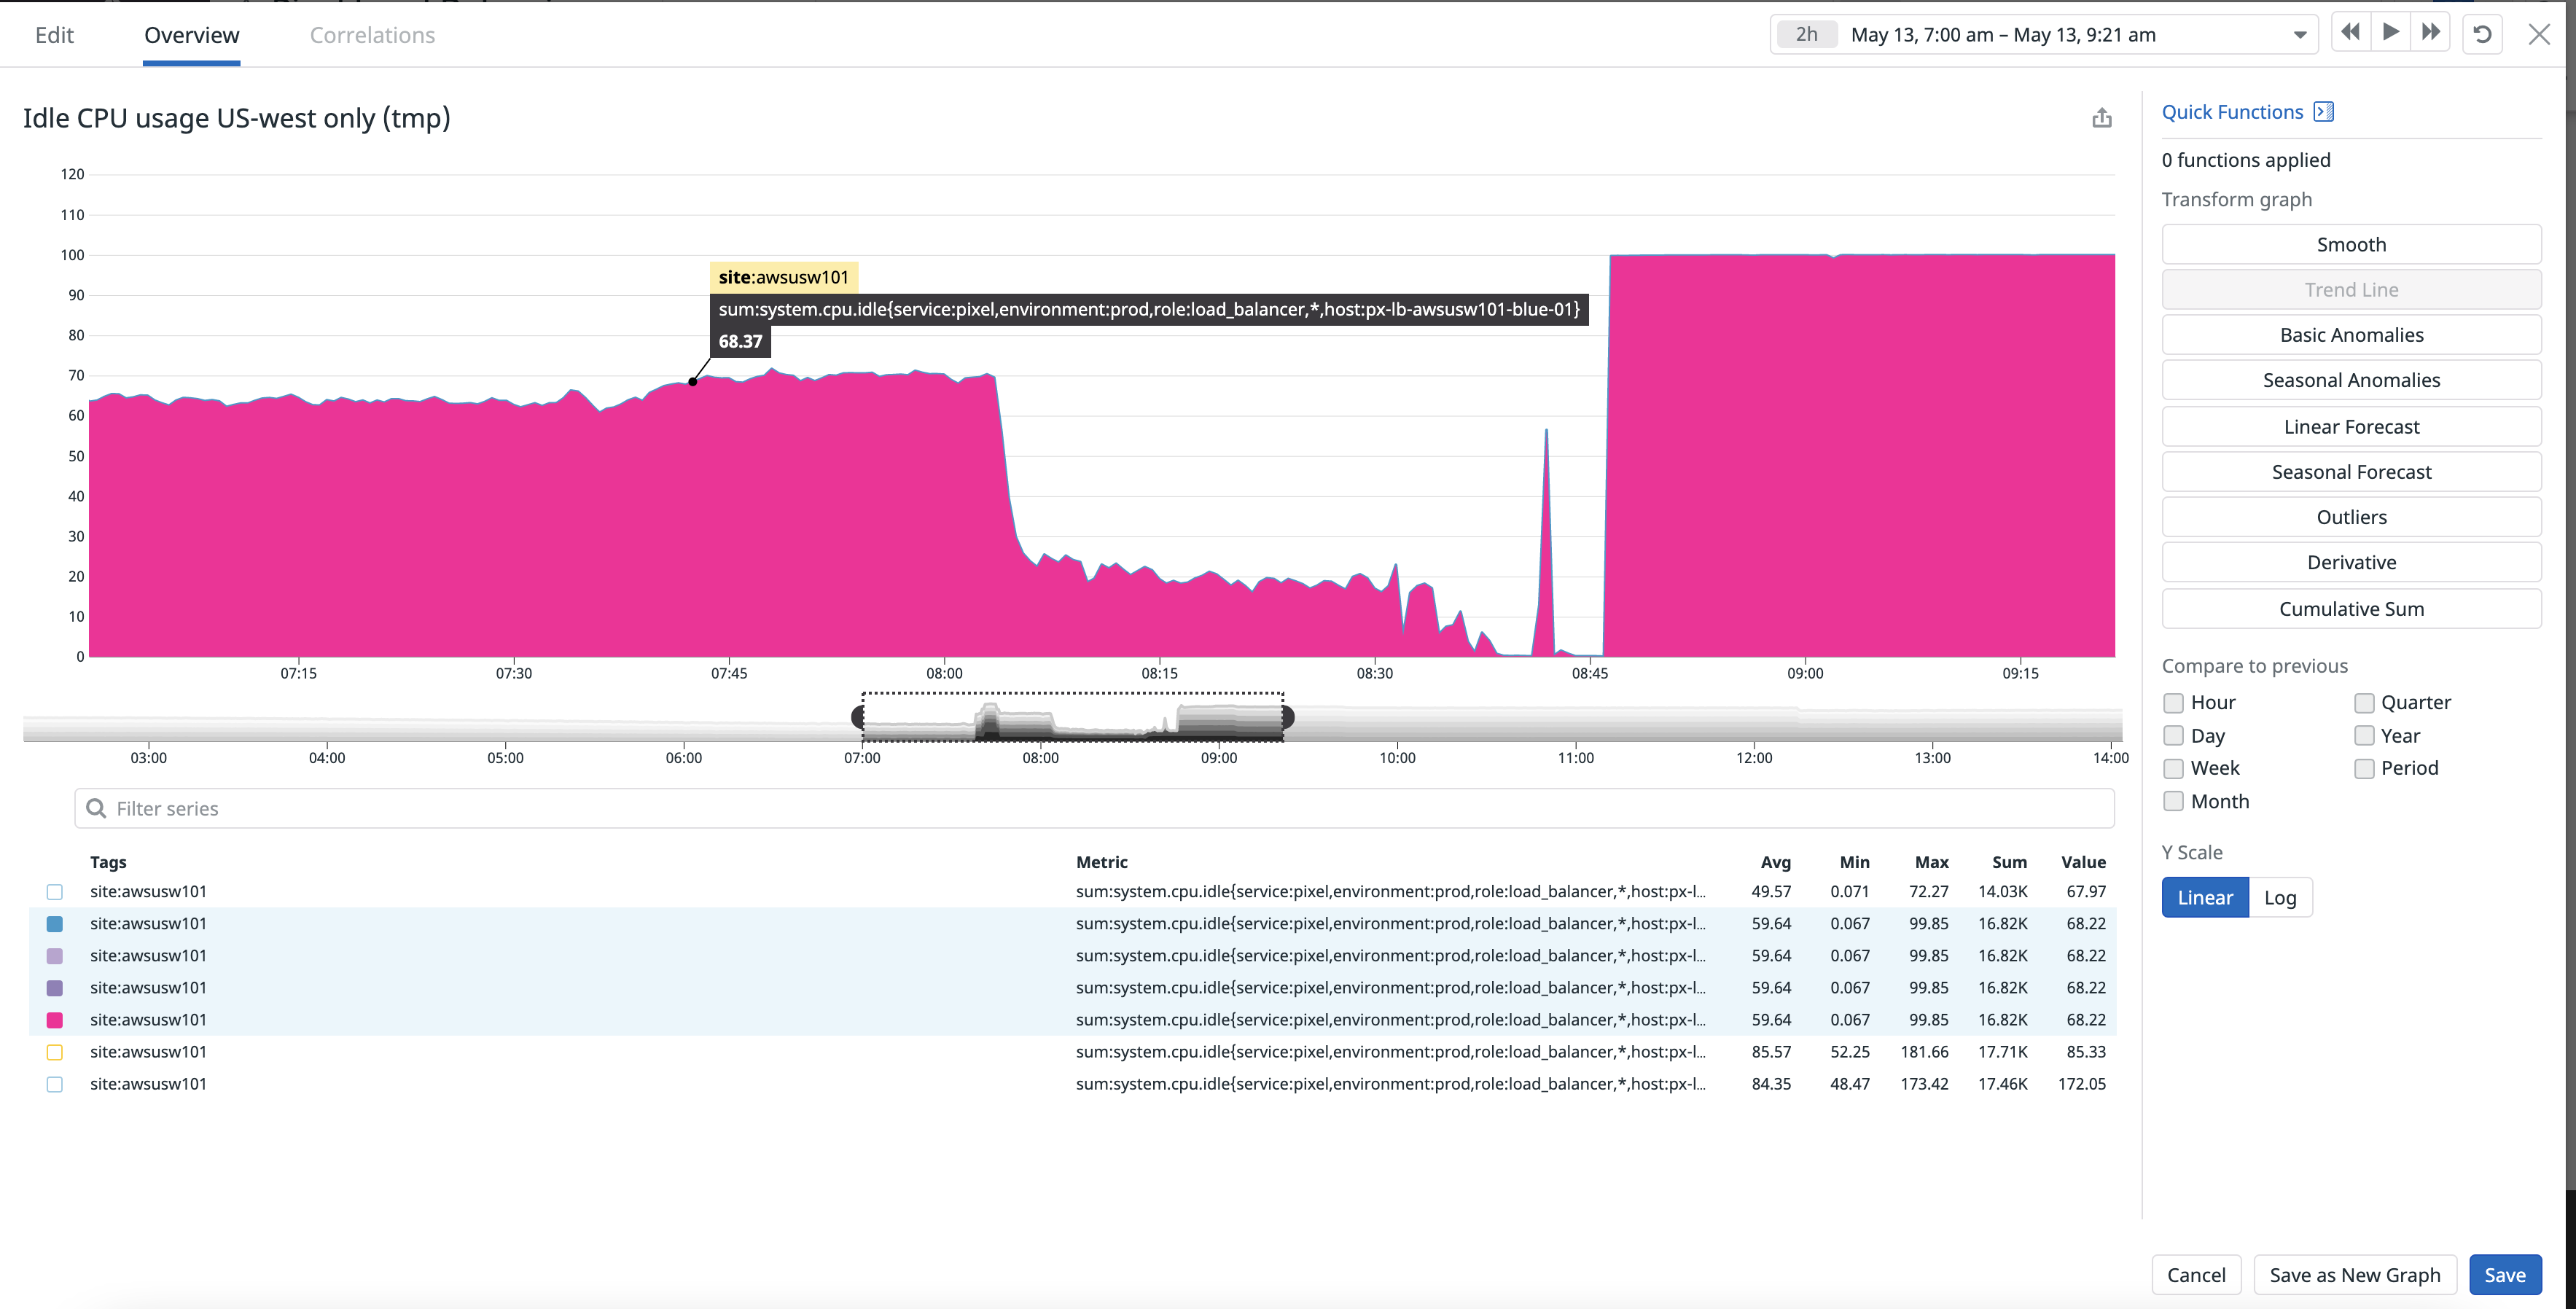 Edit Overview Correlations 2h May 13, 7:00 am – May 13, 9:21 am
Idle CPU usage US-west only (tmp)
120
110
100
90
80
70
60
50
40
30
20
10
0
site:awsusw101
sum:system.cpu.idle{service:pixel,environment:prod,role:load_balancer,*,host:px-lb-awsusw101-blue-01}
68.37
07:15 07:30 07:45 08:00 08:15 08:30 08:45 09:00 09:15
03:00 04:00 05:00 06:00 07:00 08:00 09:00 10:00 11:00 12:00 13:00 14:00
Filter series
Tags Metric Avg Min Max Sum Value
site:awsusw101 sum:system.cpu.idle{service:pixel,environment:prod,role:load_balancer,*,host:px-l... 49.57 0.071 72.27 14.03K 67.97
site:awsusw101 sum:system.cpu.idle{service:pixel,environment:prod,role:load_balancer,*,host:px-l... 59.64 0.067 99.85 16.82K 68.22
site:awsusw101 sum:system.cpu.idle{service:pixel,environment:prod,role:load_balancer,*,host:px-l... 59.64 0.067 99.85 16.82K 68.22
site:awsusw101 sum:system.cpu.idle{service:pixel,environment:prod,role:load_balancer,*,host:px-l... 59.64 0.067 99.85 16.82K 68.22
site:awsusw101 sum:system.cpu.idle{service:pixel,environment:prod,role:load_balancer,*,host:px-l... 59.64 0.067 99.85 16.82K 68.22
site:awsusw101 sum:system.cpu.idle{service:pixel,environment:prod,role:load_balancer,*,host:px-l... 85.57 52.25 181.66 17.71K 85.33
site:awsusw101 sum:system.cpu.idle{service:pixel,environment:prod,role:load_balancer,*,host:px-l... 84.35 48.47 173.42 17.46K 172.05
Quick Functions
0 functions applied
Transform graph
Smooth
Trend Line
Basic Anomalies
Seasonal Anomalies
Linear Forecast
Seasonal Forecast
Outliers
Derivative
Cumulative Sum
Compare to previous
Hour Quarter
Day Year
Week Period
Month
Y Scale
Linear Log
Cancel Save as New Graph Save